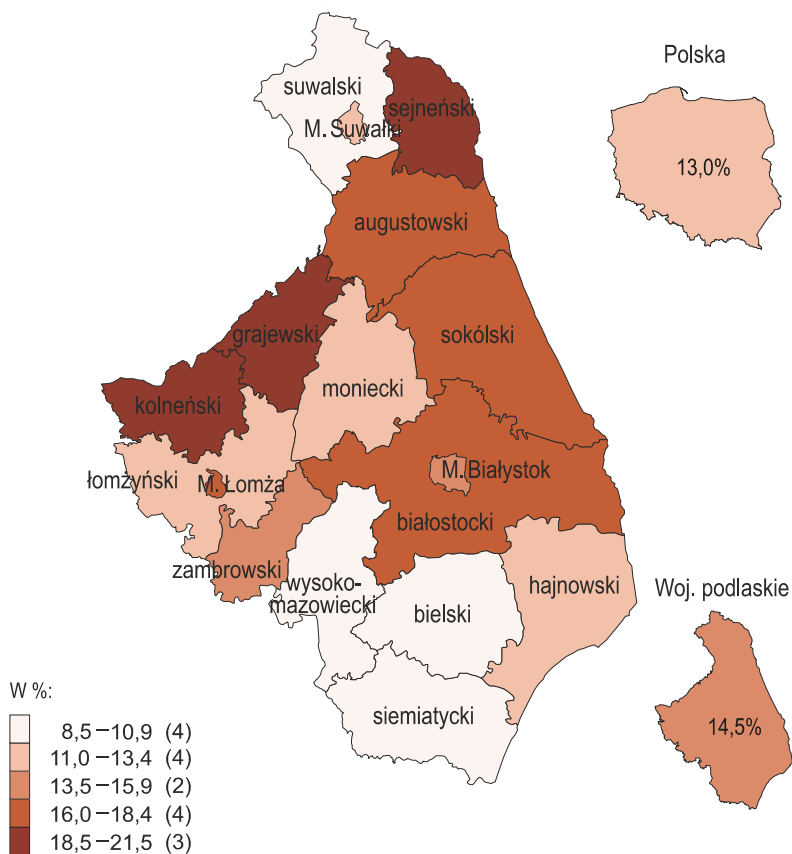 Polska
suwalski
sejneński
M. Suwałki
13,0%
augustowski
sokólski
grajewski
moniecki
kolneński
łomżyński
M. Łomża
M. Białystok
białostocki
zambrowski
wysoko-
mazowiecki
hajnowski
Woj. podlaskie
bielski
siemiatycki
14,5%
W %:
8,5–10,9 (4)
11,0–13,4 (4)
13,5–15,9 (2)
16,0–18,4 (4)
18,5–21,5 (3)